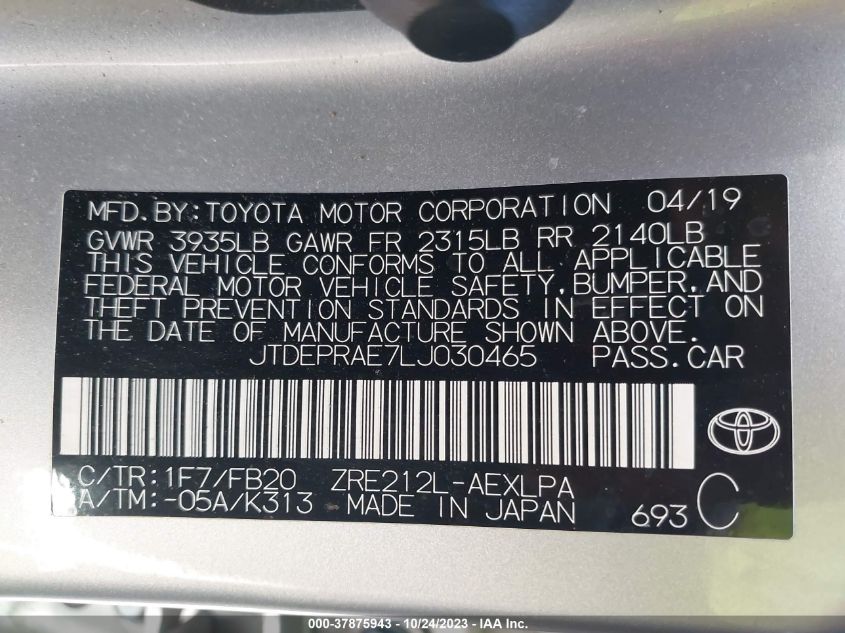 MFD.BY:TOYOTA MOTOR CORPORATION 04/19
GVWR 3935LB GAWR FR 2315LB RR 2140LB
THIS VEHICLE CONFORMS TO ALL APPLICABLE
FEDERAL MOTOR VEHICLE SAFETY,BUMPER,AND
THEFT PREVENTION STANDARDS IN EFFECT ON
THE DATE OF MANUFACTURE SHOWN ABOVE.
JTDEPRAE7LJ030465 PASS.CAR
C/TR:1F7/FB20 ZRE212L-AEXLPA
A/TM:-05A/K313 MADE IN JAPAN 693 C
000-37875943 - 10/24/2023 - IAA Inc.